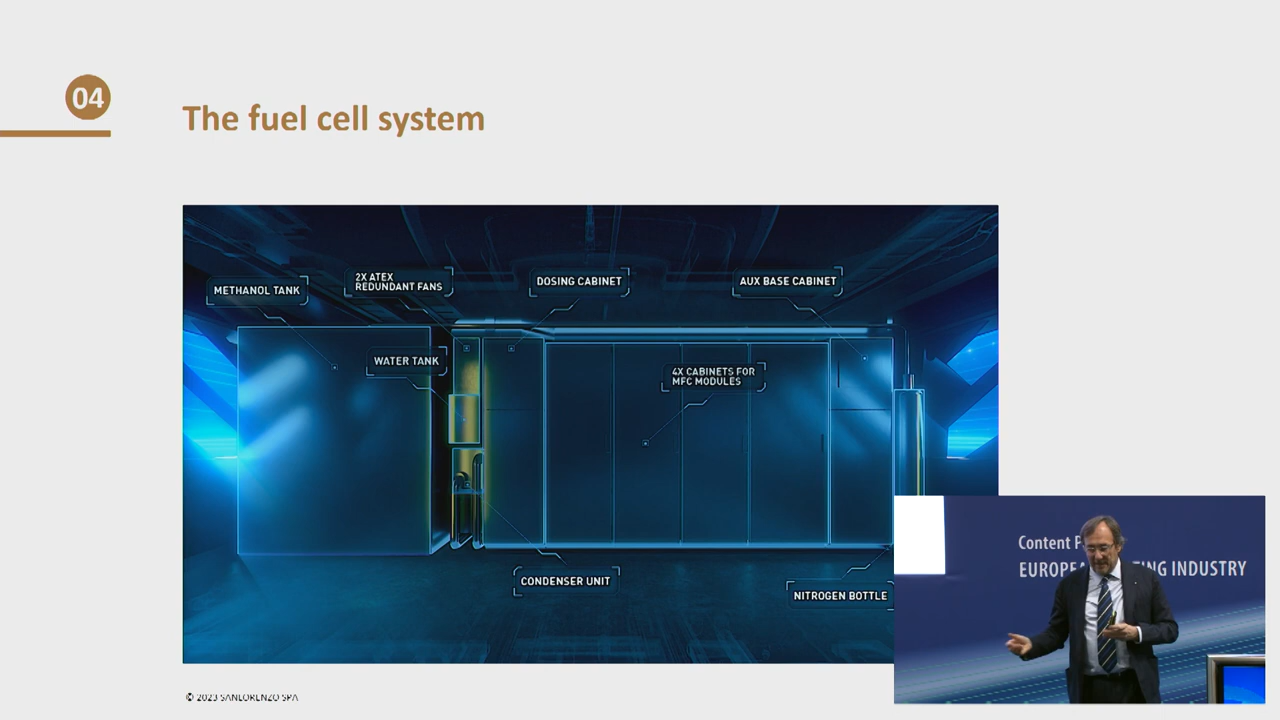 04
The fuel cell system
METHANOL TANK
2X ATEX
REDUNDANT FANS
DOSING CABINET
AUX BASE CABINET
WATER TANK
4X CABINETS FOR
MFC MODULES
CONDENSER UNIT
NITROGEN BOTTLE
Content
EUROPEA ING INDUSTRY
© 2023 SANLORENZO SPA